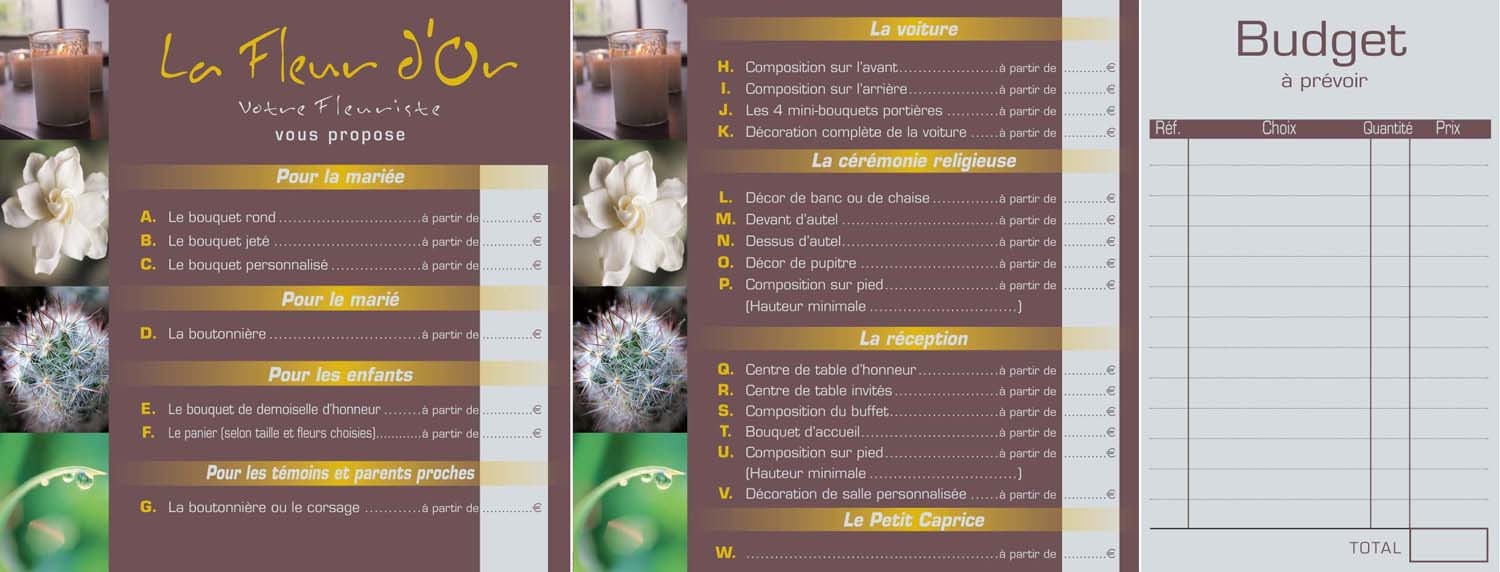 La Fleur d'Or
Votre Fleuriste
vous propose
Pour la mariée
A. Le bouquet rond..............................à partir de ............€
B. Le bouquet jeté ...............................à partir de ............€
C. Le bouquet personnalisé ...................à partir de ............€
Pour le marié
D. La boutonnière................................à partir de ............€
Pour les enfants
E. Le bouquet de demoiselle d'honneur ........à partir de ............€
F. Le panier (selon taille et fleurs choisies)............à partir de ............€
Pour les témoins et parents proches
G. La boutonnière ou le corsage ............à partir de ............€
La voiture
H. Composition sur l'avant.....................à partir de ..........€
I. Composition sur l'arrière...................à partir de ..........€
J. Les 4 mini-bouquets portières ...........à partir de ..........€
K. Décoration complète de la voiture ......à partir de ..........€
La cérémonie religieuse
L. Décor de banc ou de chaise ..............à partir de ..........€
M. Devant d'autel ..................................à partir de ..........€
N. Dessus d'autel.................................à partir de ..........€
O. Décor de pupitre .............................à partir de ..........€
P. Composition sur pied........................à partir de ..........€
(Hauteur minimale ...............................)
La réception
Q. Centre de table d'honneur.................à partir de ..........€
R. Centre de table invités ......................à partir de ..........€
S. Composition du buffet.......................à partir de ..........€
T. Bouquet d'accueil.............................à partir de ..........€
U. Composition sur pied........................à partir de ..........€
(Hauteur minimale ...............................)
V. Décoration de salle personnalisée ......à partir de ..........€
Le Petit Caprice
W. .....................................................à partir de ..........€
Budget
à prévoir
Réf. Choix Quantité Prix
TOTAL